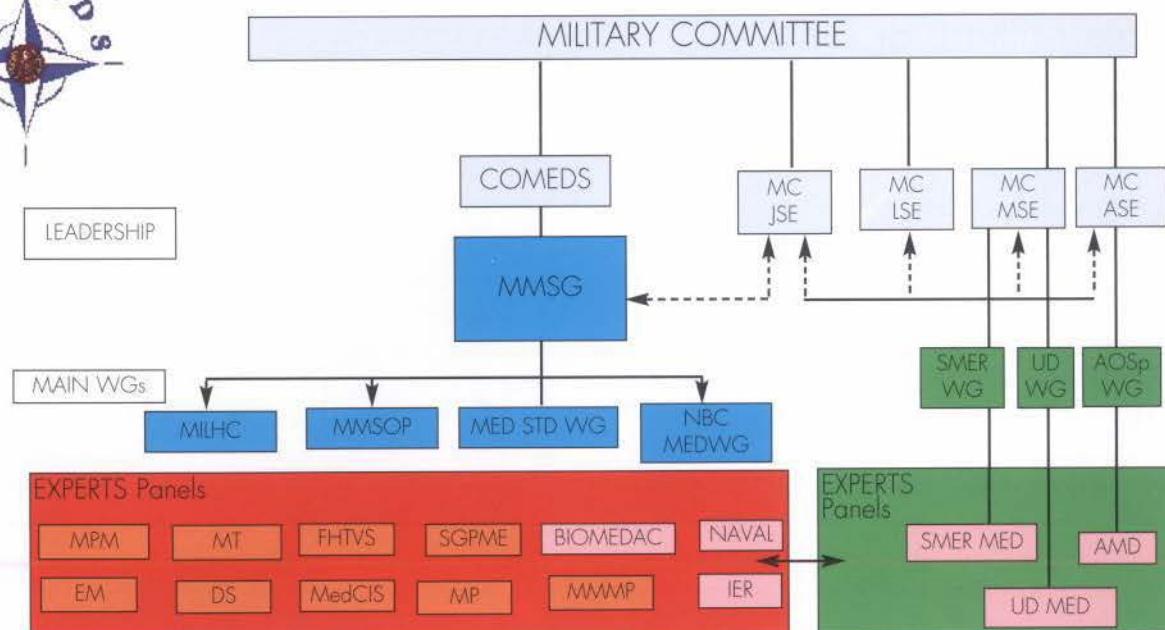 D S
MILITARY COMMITTEE
COMEDS
MC
JSE
MC
LSE
MC
MSE
MC
ASE
LEADERSHIP
MMSG
MAIN WGs
SMER
WG
UD
WG
AOSp
WG
MILHC
MMSOP
MED STD WG
NBC
MEDWG
EXPERTS Panels
MPM
MT
FHTVS
SGPME
BIOMEDAC
NAVAL
EM
DS
MedCIS
MP
MMMP
IER
EXPERTS
Panels
SMER MED
AMD
UD MED